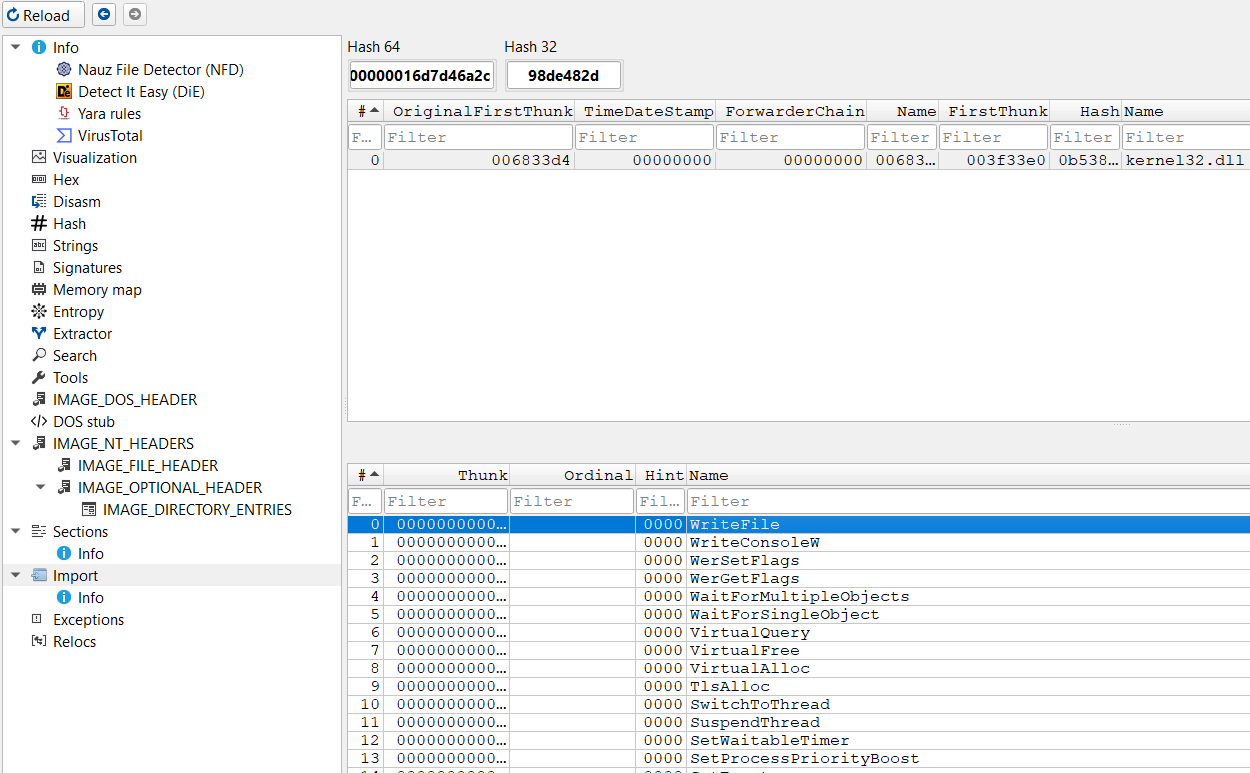 Reload
Info
Nauz File Detector (NFD)
Detect It Easy (DiE)
Yara rules
VirusTotal
Visualization
Hex
Disasm
Hash
Strings
Signatures
Memory map
Entropy
Extractor
Search
Tools
IMAGE_DOS_HEADER
DOS stub
IMAGE_NT_HEADERS
IMAGE_FILE_HEADER
IMAGE_OPTIONAL_HEADER
IMAGE_DIRECTORY_ENTRIES
Sections
Info
Import
Info
Exceptions
Relocs
Hash 64 Hash 32
00000016d7d46a2c 98de482d
# OriginalFirstThunk TimeDateStamp ForwarderChain Name FirstThunk Hash Name
F... Filter Filter Filter Filter Filter Filter Filter
0 006833d4 00000000 00000000 00683... 003f33e0 0b538... kernel32.dll
# Thunk Ordinal Hint Name
F... Filter Filter Fil... Filter
0 0000000000... 0000 WriteFile
1 0000000000... 0000 WriteConsoleW
2 0000000000... 0000 WerSetFlags
3 0000000000... 0000 WerGetFlags
4 0000000000... 0000 WaitForMultipleObjects
5 0000000000... 0000 WaitForSingleObject
6 0000000000... 0000 VirtualQuery
7 0000000000... 0000 VirtualFree
8 0000000000... 0000 VirtualAlloc
9 0000000000... 0000 TlsAlloc
10 0000000000... 0000 SwitchToThread
11 0000000000... 0000 SuspendThread
12 0000000000... 0000 SetWaitableTimer
13 0000000000... 0000 SetProcessPriorityBoost